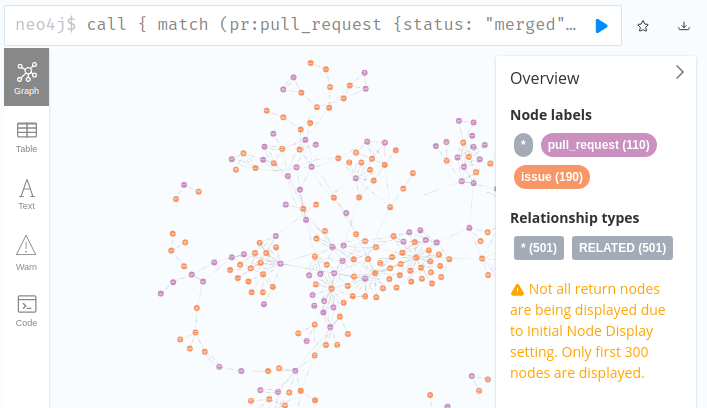 neo4j$ call { match (pr:pull_request {status: "merged"…
Graph
Table
Text
Warn
Code
Overview
Node labels
* pull_request (110)
issue (190)
Relationship types
* (501) RELATED (501)
Not all return nodes
are being displayed due
to Initial Node Display
setting. Only first 300
nodes are displayed.